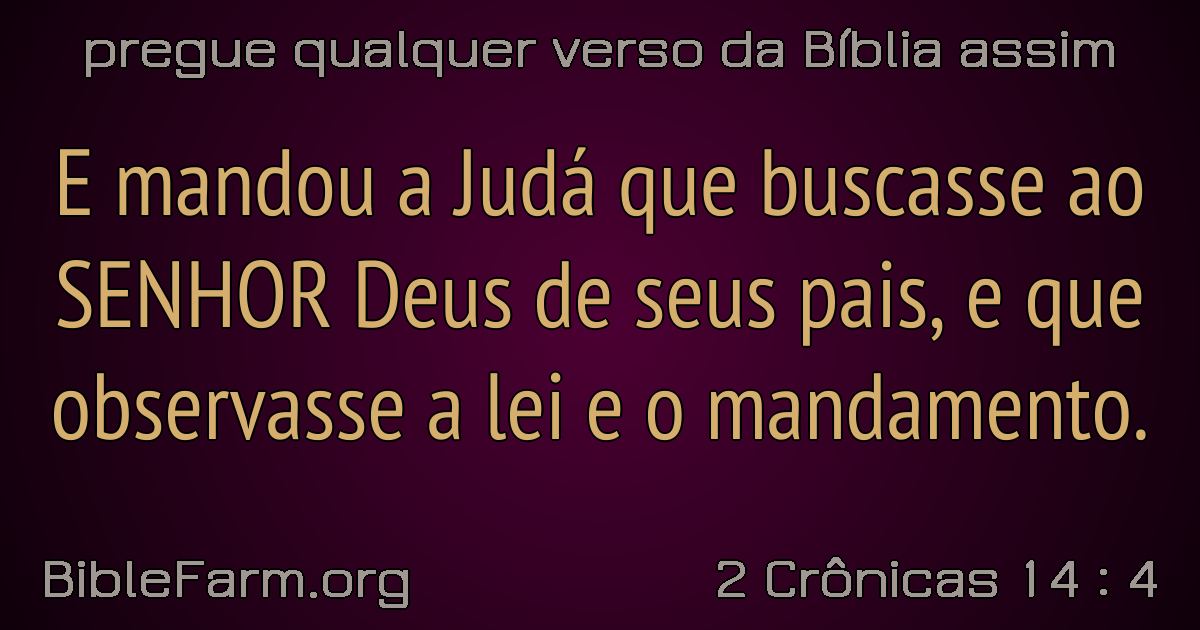 pregue qualquer verso da Bíblia assim
E mandou a Judá que buscasse ao
SENHOR Deus de seus pais, e que
observasse a lei e o mandamento.
BibleFarm.org
2 Crônicas 14 : 4